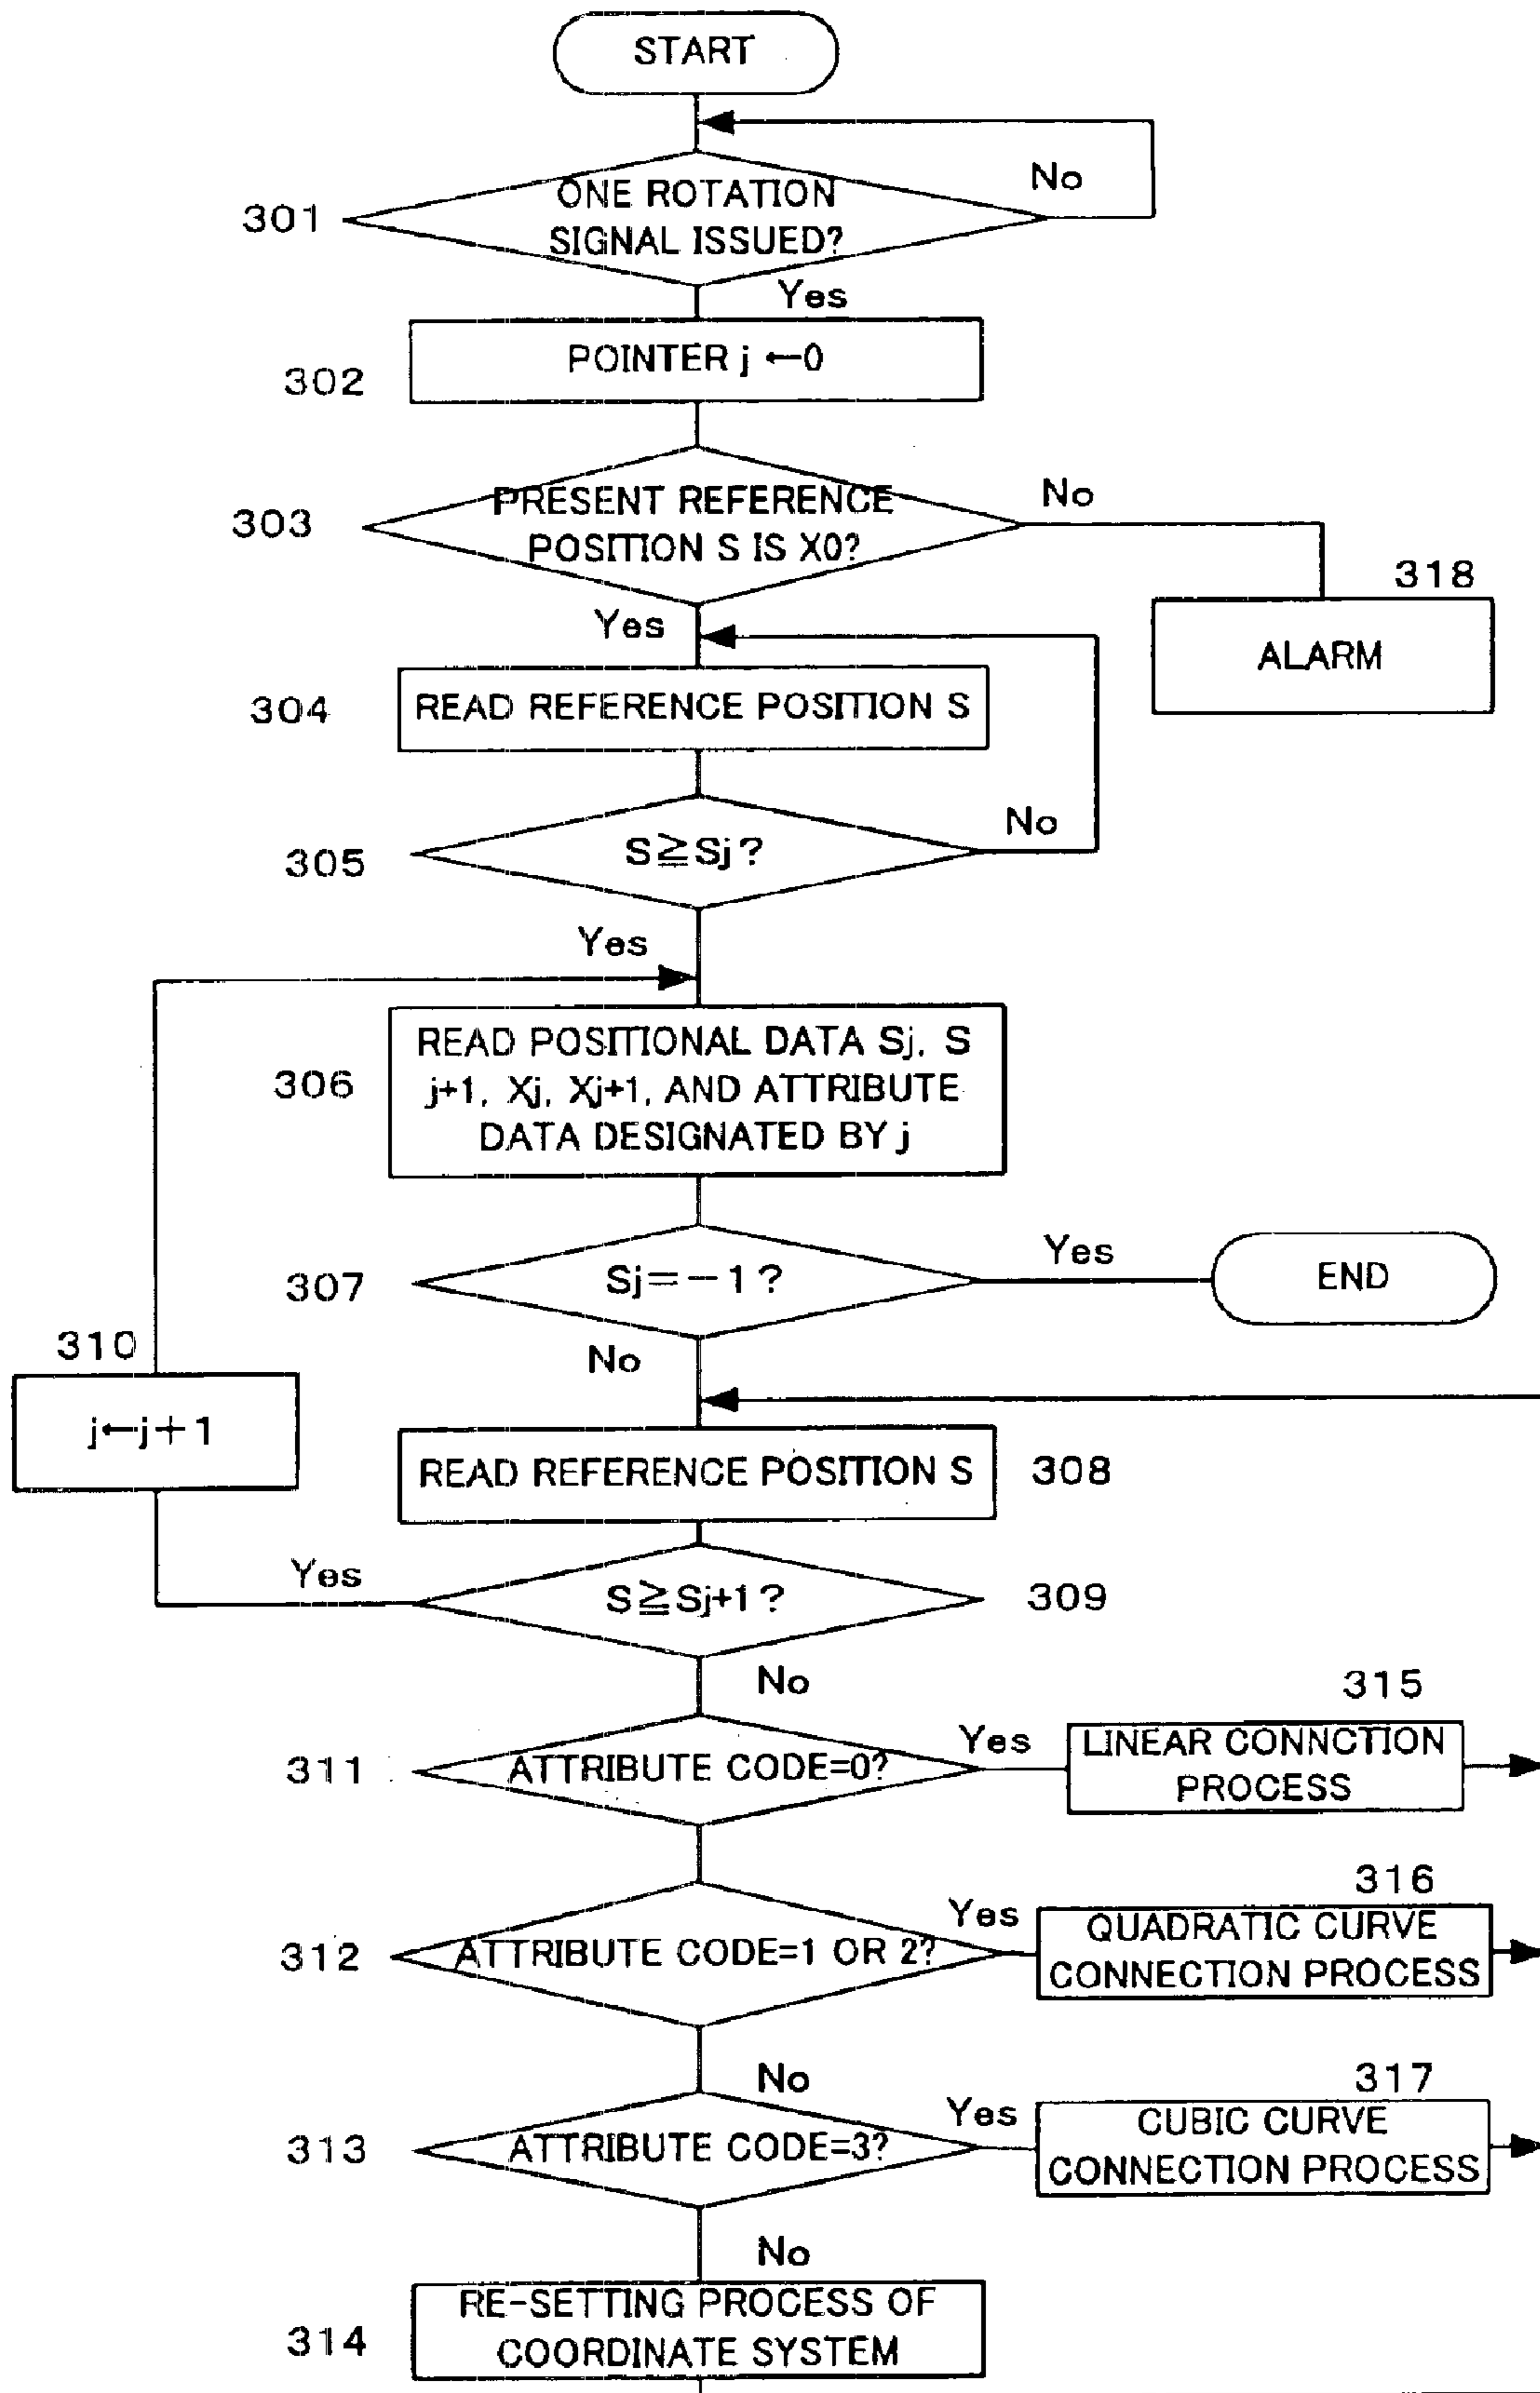 START
No
301
ONE ROTATION
SIGNAL ISSUED?
Yes
302
POINTER j ←0
303
PRESENT REFERENCE
POSITION S IS X0?
No
318
ALARM
Yes
304
READ REFERENCE POSITION S
305
S≧Sj?
No
Yes
306
READ POSITIONAL DATA Sj, S
j+1, Xj, Xj+1, AND ATTRIBUTE
DATA DESIGNATED BY j
307
Sj=-1?
Yes
END
No
310
j←j+1
READ REFERENCE POSITION S
308
Yes
S≧Sj+1?
309
No
311
ATTRIBUTE CODE=0?
Yes
315
LINEAR CONNCTION
PROCESS
312
ATTRIBUTE CODE=1 OR 2?
Yes
316
QUADRATIC CURVE
CONNECTION PROCESS
No
313
ATTRIBUTE CODE=3?
Yes
317
CUBIC CURVE
CONNECTION PROCESS
No
314
RE-SETTING PROCESS OF
COORDINATE SYSTEM